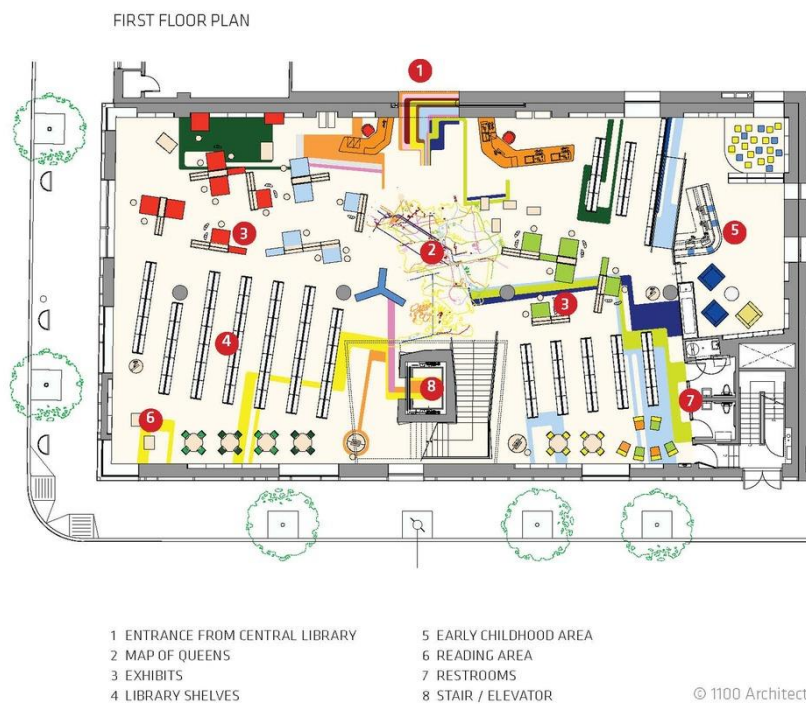 FIRST FLOOR PLAN
1
2
3
3
4
5
6
7
8
1 ENTRANCE FROM CENTRAL LIBRARY
2 MAP OF QUEENS
3 EXHIBITS
4 LIBRARY SHELVES
5 EARLY CHILDHOOD AREA
6 READING AREA
7 RESTROOMS
8 STAIR / ELEVATOR
© 1100 Architect